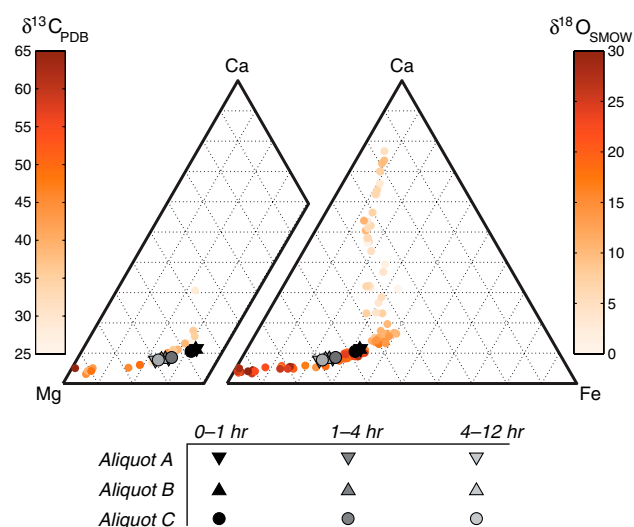 δ13CPDB δ18OSMOW
65 Ca Ca 30
60 25
55
50 20
45 15
40
35 10
30 5
25 0
Mg Fe
0–1 hr 1–4 hr 4–12 hr
Aliquot A
Aliquot B
Aliquot C